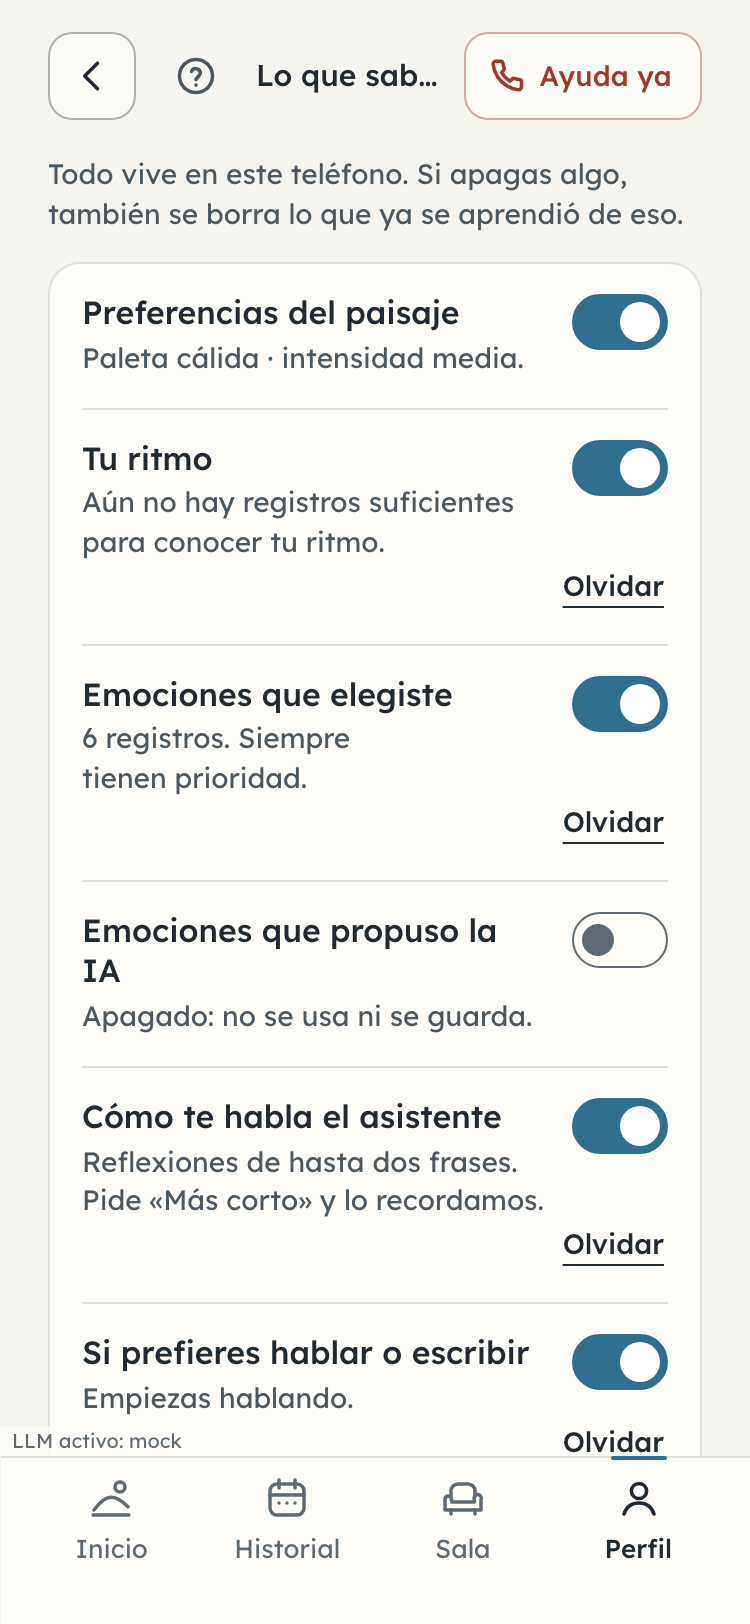 Lo que sab...
Ayuda ya
Todo vive en este teléfono. Si apagas algo,
también se borra lo que ya se aprendió de eso.
Preferencias del paisaje
Paleta cálida · intensidad media.
Tu ritmo
Aún no hay registros suficientes
para conocer tu ritmo.
Olvidar
Emociones que elegiste
6 registros. Siempre
tienen prioridad.
Olvidar
Emociones que propuso la
IA
Apagado: no se usa ni se guarda.
Cómo te habla el asistente
Reflexiones de hasta dos frases.
Pide «Más corto» y lo recordamos.
Olvidar
Si prefieres hablar o escribir
Empiezas hablando.
Olvidar
LLM activo: mock
Inicio
Historial
Sala
Perfil